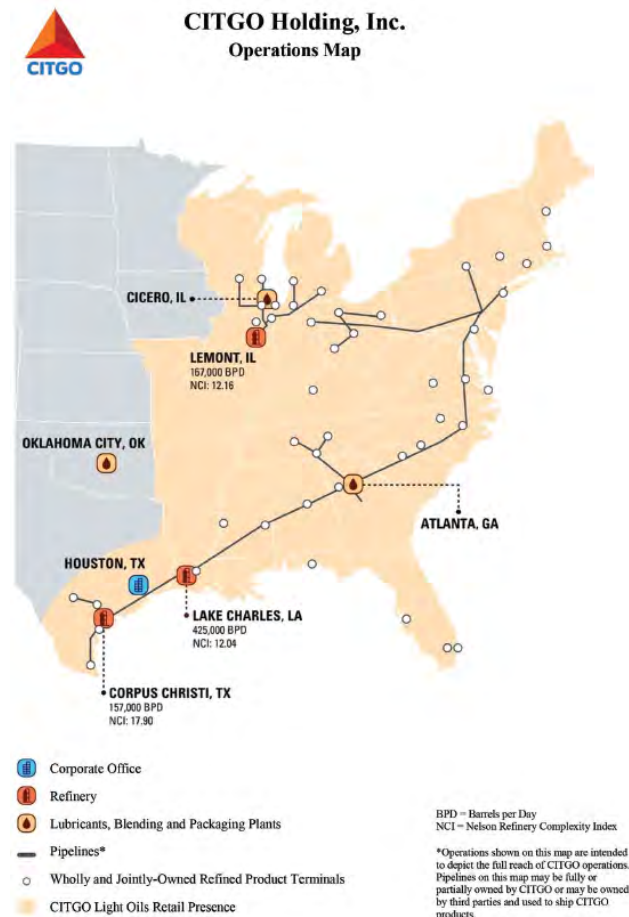 CITGO Holding, Inc.
Operations Map
CITGO
CICERO, IL
LEMONT, IL
167,000 BPD
NCI: 12.16
OKLAHOMA CITY, OK
ATLANTA, GA
HOUSTON, TX
LAKE CHARLES, LA
425,000 BPD
NCI: 12.04
CORPUS CHRISTI, TX
157,000 BPD
NCI: 17.90
Corporate Office
Refinery
Lubricants, Blending and Packaging Plants
Pipelines*
Wholly and Jointly-Owned Refined Product Terminals
CITGO Light Oils Retail Presence
BPD = Barrels per Day
NCI = Nelson Refinery Complexity Index
*Operations shown on this map are intended
to depict the full reach of CITGO operations.
Pipelines on this map may be fully or
partially owned by CITGO or may be owned
by third parties and used to ship CITGO
products.